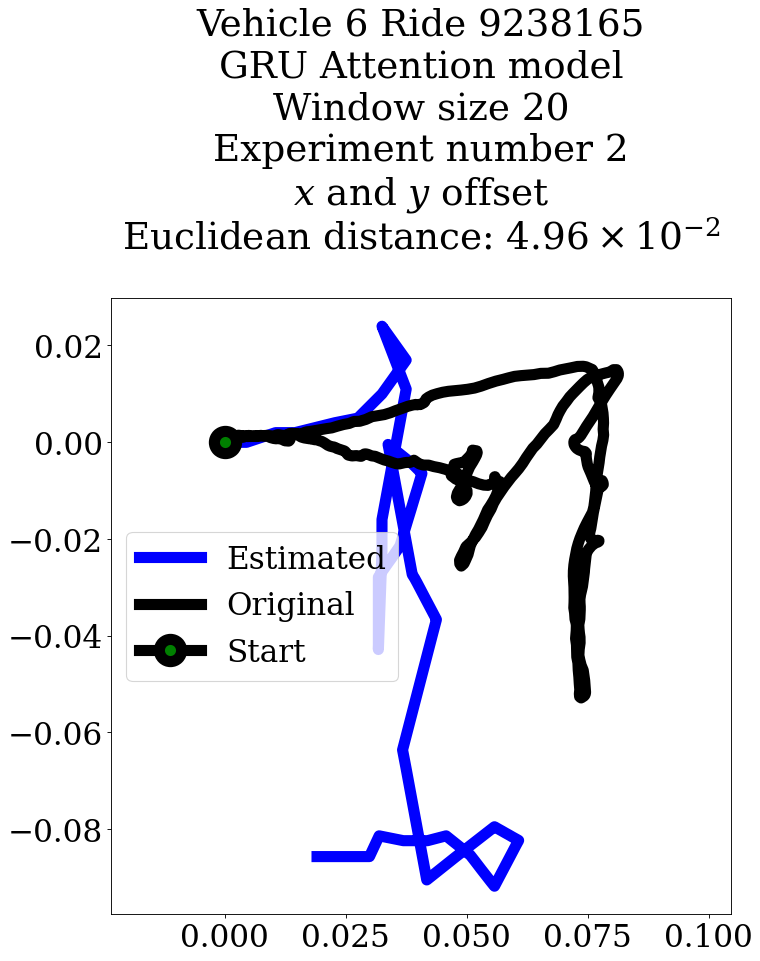 Vehicle 6 Ride 9238165
GRU Attention model
Window size 20
Experiment number 2
x and y offset
Euclidean distance: 4.96 × 10⁻²
0.02
0.00
−0.02
−0.04
−0.06
−0.08
Estimated
Original
Start
0.000 0.025 0.050 0.075 0.100